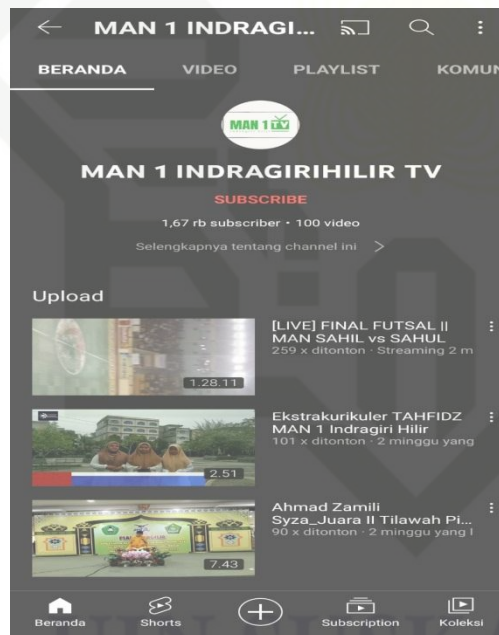 MAN 1 INDRAGI...
BERANDA VIDEO PLAYLIST KOMUN
MAN 1 TV
MAN 1 INDRAGIRIHILIR TV
SUBSCRIBE
1,67 rb subscriber • 100 video
Selengkapnya tentang channel ini >
Upload
[LIVE] FINAL FUTSAL ||
MAN SAHIL vs SAHUL
259 x ditonton · Streaming 2 m
1.28.11
Ekstrakurikuler TAHFIDZ
MAN 1 Indragiri Hilir
101 x ditonton · 2 minggu yang
2.51
Ahmad Zamili
Syza_Juara II Tilawah Pi...
90 x ditonton · 2 minggu yang l
7.43
Beranda Shorts Subscription Koleksi